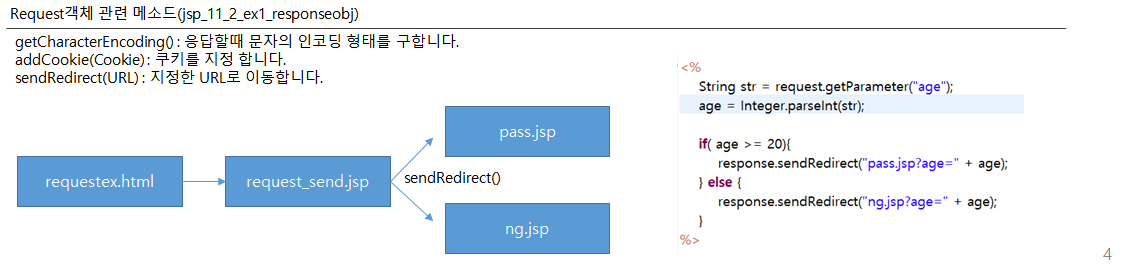 Request객체 관련 메소드(jsp_11_2_ex1_responseobj)
getCharacterEncoding() : 응답할때 문자의 인코딩 형태를 구합니다.
addCookie(Cookie) : 쿠키를 지정 합니다.
sendRedirect(URL) : 지정한 URL로 이동합니다.
requestex.html
request_send.jsp
sendRedirect()
pass.jsp
ng.jsp
<%
String str = request.getParameter("age");
age = Integer.parseInt(str);
if( age >= 20){
response.sendRedirect("pass.jsp?age=" + age);
} else {
response.sendRedirect("ng.jsp?age=" + age);
}
%>
4